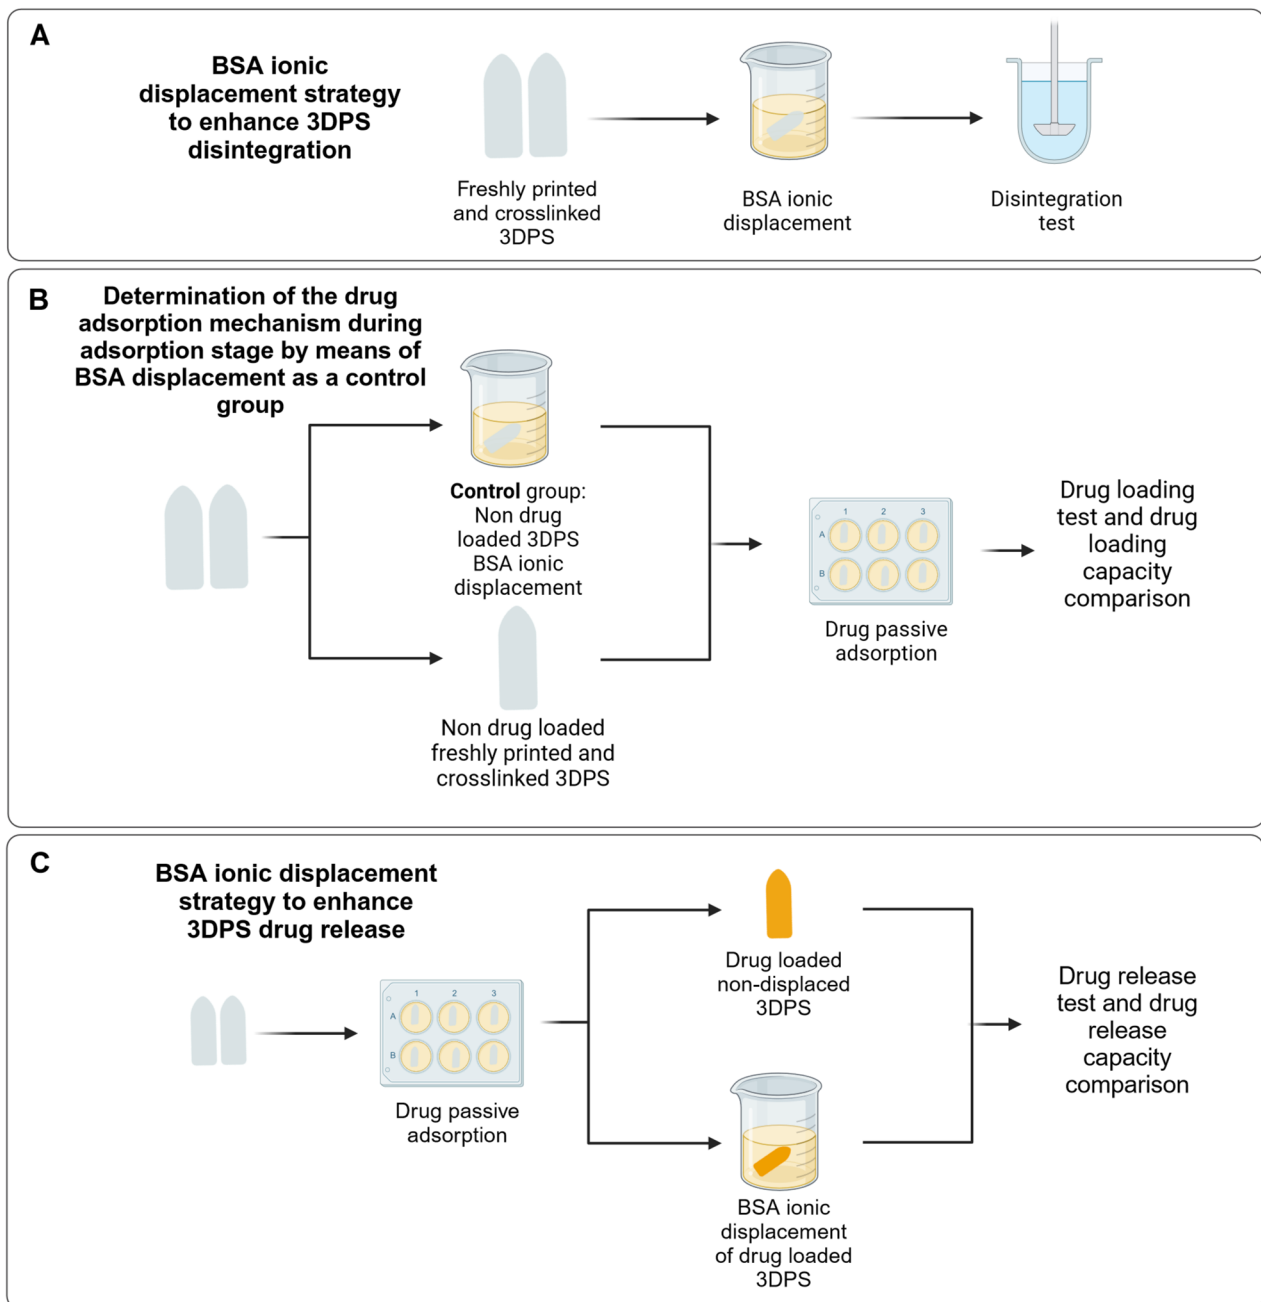 A
BSA ionic
displacement strategy
to enhance 3DPS
disintegration
Freshly printed
and crosslinked
3DPS
BSA ionic
displacement
Disintegration
test
B
Determination of the drug
adsorption mechanism during
adsorption stage by means of
BSA displacement as a control
group
Control group:
Non drug
loaded 3DPS
BSA ionic
displacement
Non drug loaded
freshly printed and
crosslinked 3DPS
1 2 3
A
B
Drug passive
adsorption
Drug loading
test and drug
loading
capacity
comparison
C
BSA ionic displacement
strategy to enhance
3DPS drug release
1 2 3
A
B
Drug passive
adsorption
Drug loaded
non-displaced
3DPS
BSA ionic
displacement
of drug loaded
3DPS
Drug release
test and drug
release
capacity
comparison